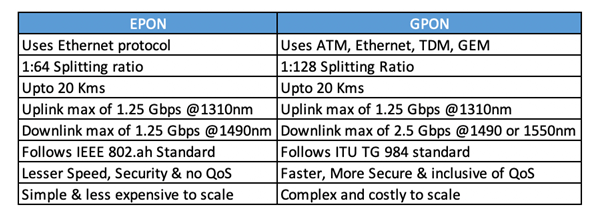 EPON GPON
Uses Ethernet protocol Uses ATM, Ethernet, TDM, GEM
1:64 Splitting ratio 1:128 Splitting Ratio
Upto 20 Kms Upto 20 Kms
Uplink max of 1.25 Gbps @1310nm Uplink max of 1.25 Gbps @1310nm
Downlink max of 1.25 Gbps @1490nm Downlink max of 2.5 Gbps @1490 or 1550nm
Follows IEEE 802.ah Standard Follows ITU TG 984 standard
Lesser Speed, Security & no QoS Faster, More Secure & inclusive of QoS
Simple & less expensive to scale Complex and costly to scale